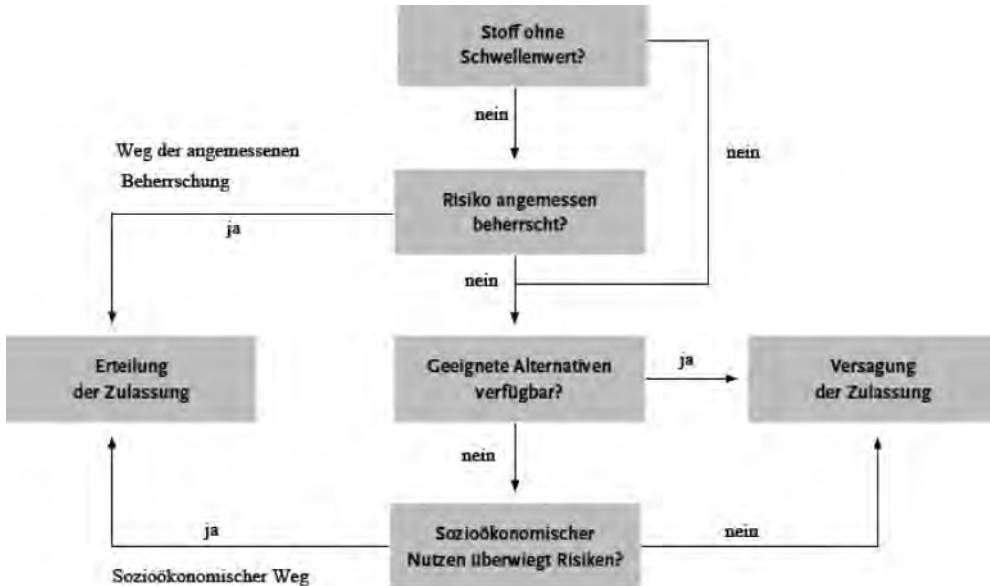 Stoff ohne
Schwellenwert?
nein
nein
Weg der angemessenen
Beherrschung
Risiko angemessen
beherrscht?
ja
nein
Erteilung
der Zulassung
Geeignete Alternativen
verfügbar?
ja
Versagung
der Zulassung
nein
Sozioökonomischer
Nutzen überwiegt Risiken?
ja
nein
Sozioökonomischer Weg